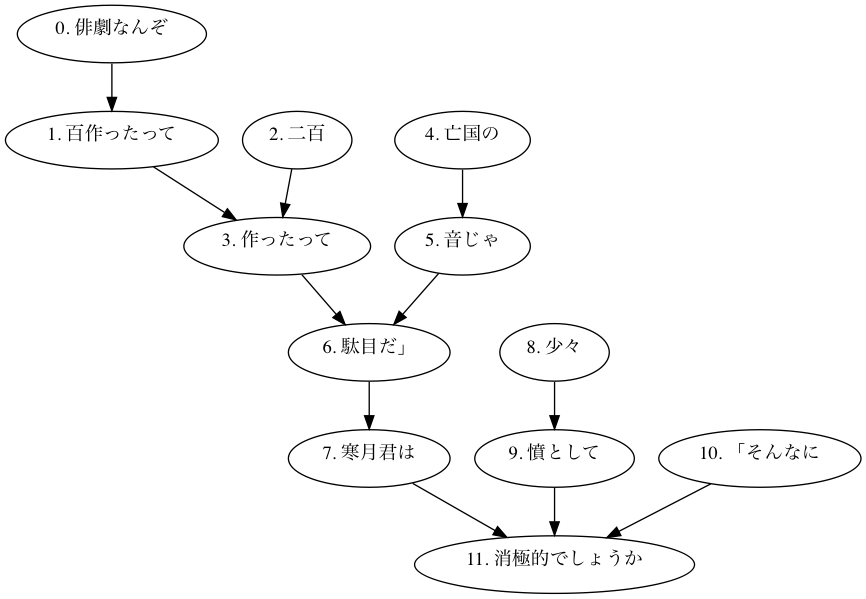 0. 俳劇なんぞ
1. 百作ったって
2. 二百
4. 亡国の
3. 作ったって
5. 音じゃ
6. 駄目だ」
8. 少々
7. 寒月君は
9. 憤として
10. 「そんなに
11. 消極的でしょうか